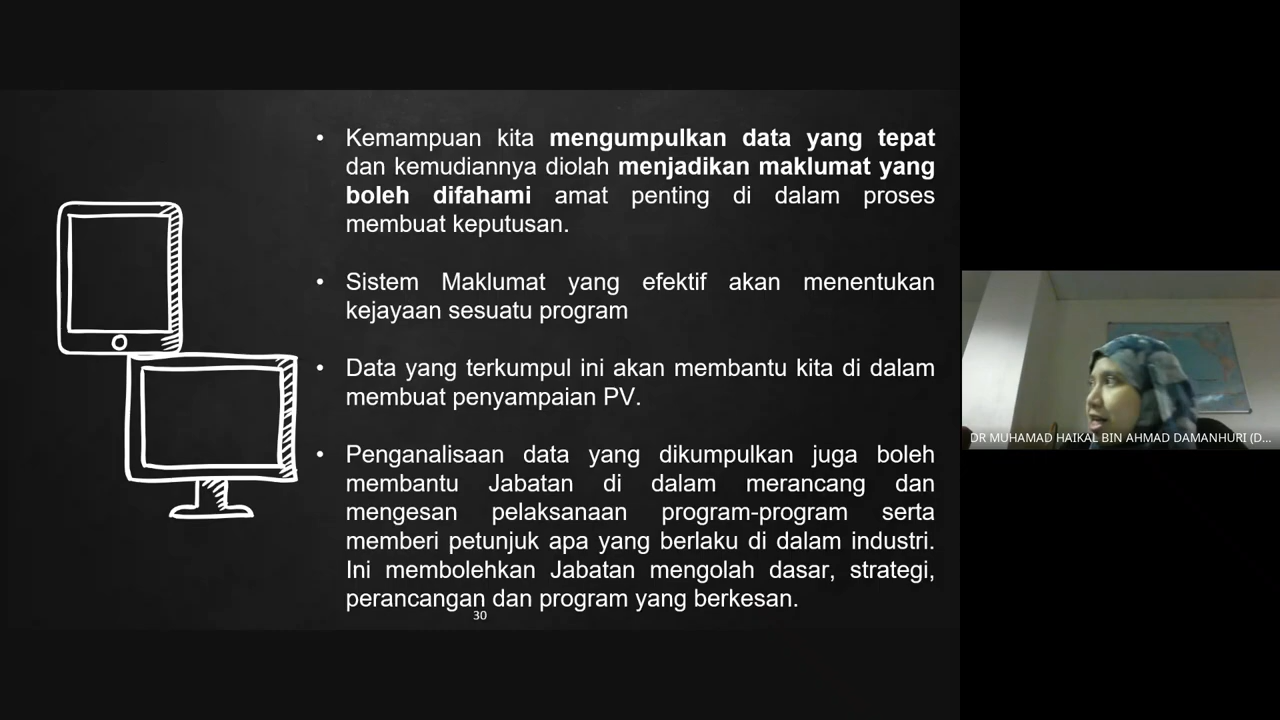 • Kemampuan kita mengumpulkan data yang tepat
dan kemudiannya diolah menjadikan maklumat yang
boleh difahami amat penting di dalam proses
membuat keputusan.
• Sistem Maklumat yang efektif akan menentukan
kejayaan sesuatu program
• Data yang terkumpul ini akan membantu kita di dalam
membuat penyampaian PV.
• Penganalisaan data yang dikumpulkan juga boleh
membantu Jabatan di dalam merancang dan
mengesan pelaksanaan program-program serta
memberi petunjuk apa yang berlaku di dalam industri.
Ini membolehkan Jabatan mengolah dasar, strategi,
perancangan dan program yang berkesan.
30
DR MUHAMAD HAIKAL BIN AHMAD DAMANHURI (D...